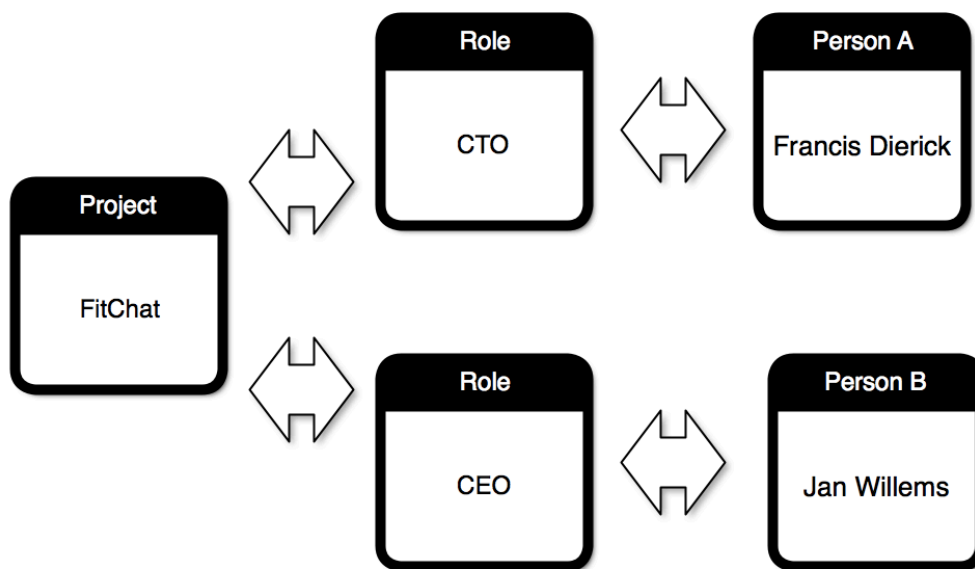 Project
FitChat
Role
CTO
Person A
Francis Dierick
Role
CEO
Person B
Jan Willems